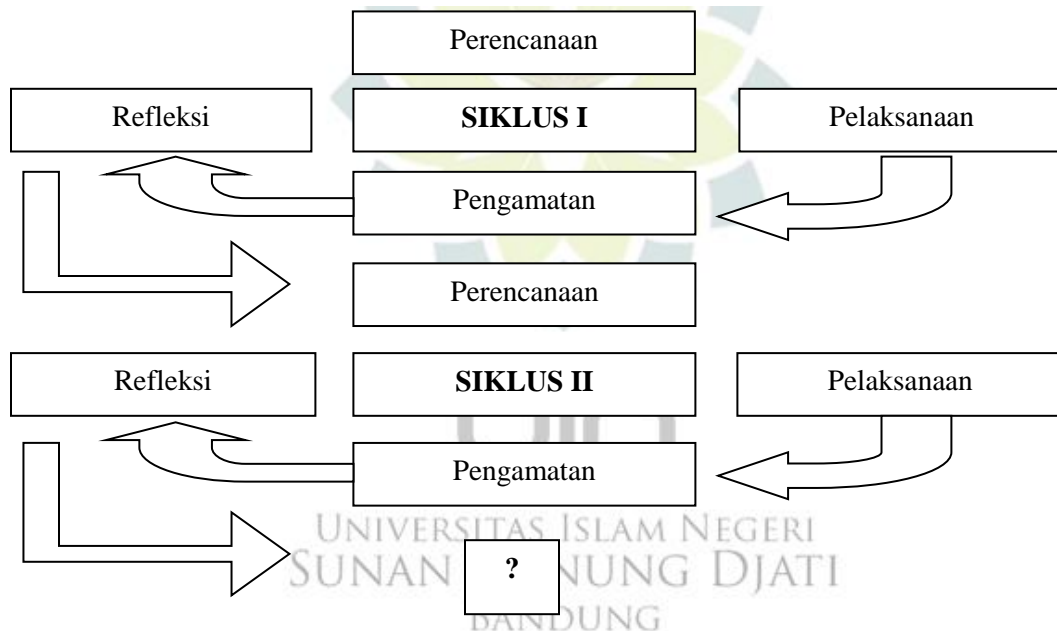 Perencanaan
Refleksi
SIKLUS I
Pelaksanaan
Pengamatan
Perencanaan
Refleksi
SIKLUS II
Pelaksanaan
Pengamatan
UNIVERSITAS ISLAM NEGERI
SUNAN NUNG DJATI
?
BANDUNG